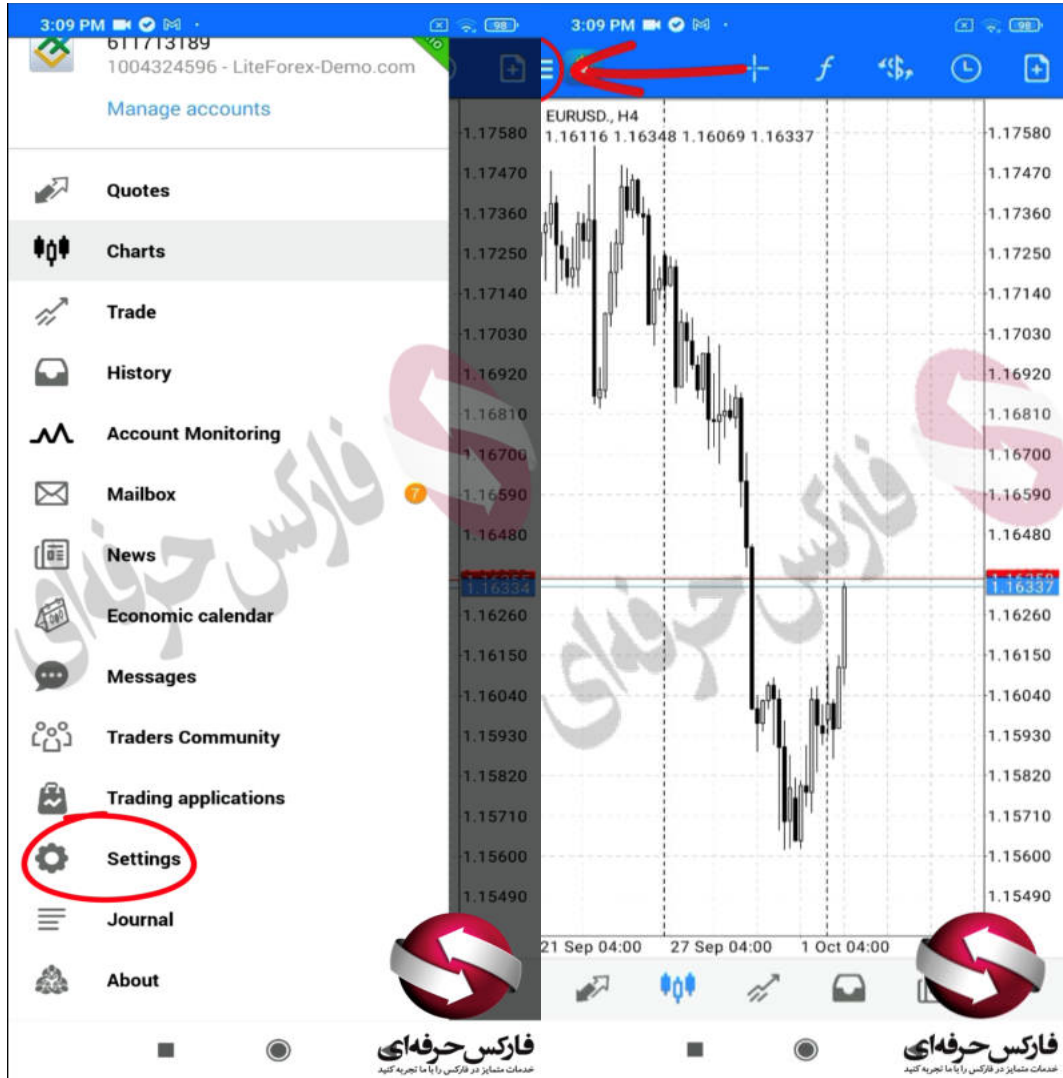 3:09 PM
98
611713189
1004324596 - LiteForex-Demo.com
Manage accounts
Quotes
Charts
Trade
History
Account Monitoring
Mailbox
7
News
Economic calendar
Messages
Traders Community
Trading applications
Settings
Journal
About
1.17580
1.17470
1.17360
1.17250
1.17140
1.17030
1.16920
1.16810
1.16700
1.16590
1.16480
1.16334
1.16260
1.16150
1.16040
1.15930
1.15820
1.15710
1.15600
1.15490
فارکس حرفه‌ای
فارکس حرفه‌ای
خدمات متمایز در فارکس را با ما تجربه کنید
3:09 PM
98
EURUSD., H4
1.16116 1.16348 1.16069 1.16337
1.17580
1.17470
1.17360
1.17250
1.17140
1.17030
1.16920
1.16810
1.16700
1.16590
1.16480
1.16337
1.16260
1.16150
1.16040
1.15930
1.15820
1.15710
1.15600
1.15490
21 Sep 04:00 27 Sep 04:00 1 Oct 04:00
فارکس حرفه‌ای
فارکس حرفه‌ای
خدمات متمایز در فارکس را با ما تجربه کنید